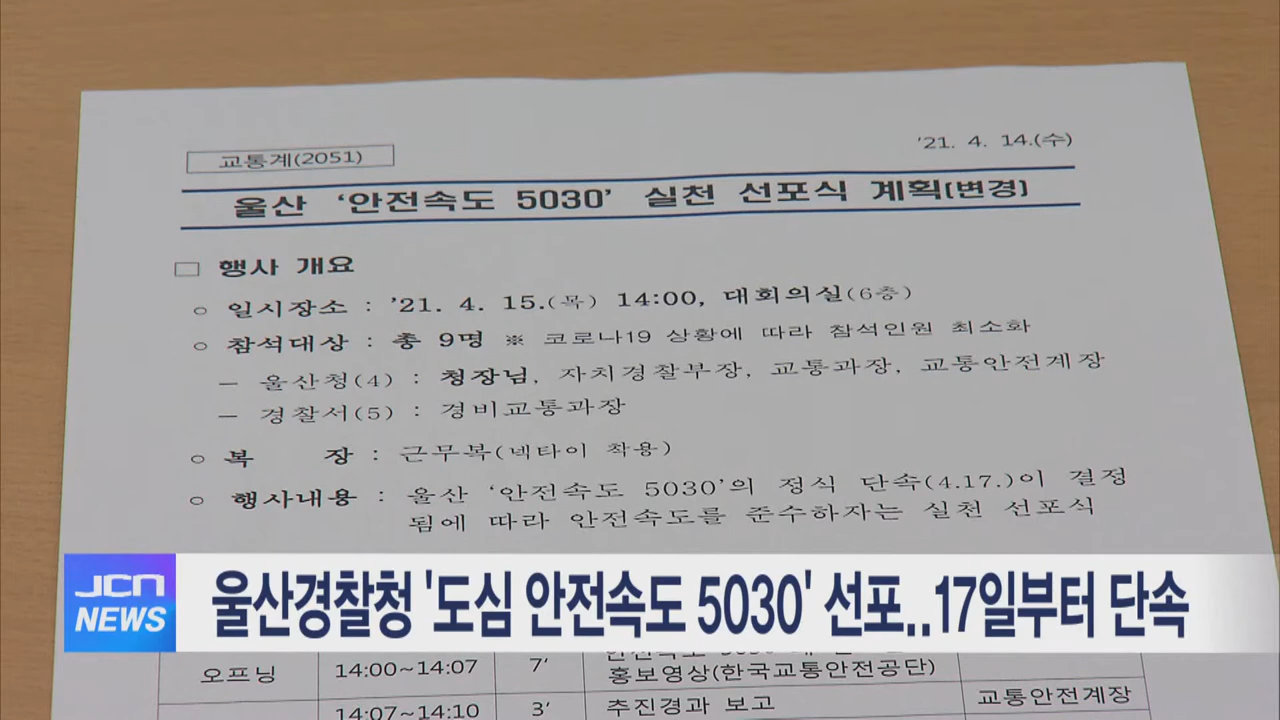 교통계(2051)
'21. 4. 14.(수)
울산 '안전속도 5030' 실천 선포식 계획(변경)
□ 행사 개요
○ 일시장소 : '21. 4. 15.(목) 14:00, 대회의실(6층)
○ 참석대상 : 총 9명 ※ 코로나19 상황에 따라 참석인원 최소화
- 울산청(4) : 청장님, 자치경찰부장, 교통과장, 교통안전계장
- 경찰서(5) : 경비교통과장
○ 복 장 : 근무복(넥타이 착용)
○ 행사내용 : 울산 '안전속도 5030'의 정식 단속(4.17.)이 결정
됨에 따라 안전속도를 준수하자는 실천 선포식
JCN
NEWS
울산경찰청 '도심 안전속도 5030' 선포..17일부터 단속
오프닝 14:00~14:07 7' 홍보영상(한국교통안전공단)
14:07~14:10 3' 추진경과 보고 교통안전계장